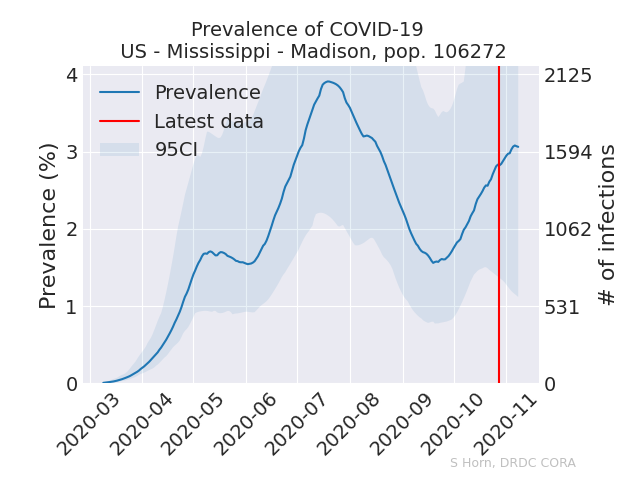 Prevalence of COVID-19
US - Mississippi - Madison, pop. 106272
Prevalence
Latest data
95CI
Prevalence (%)
4
3
2
1
0
2125
1594
1062
531
0
# of infections
2020-03
2020-04
2020-05
2020-06
2020-07
2020-08
2020-09
2020-10
2020-11
S Horn, DRDC CORA